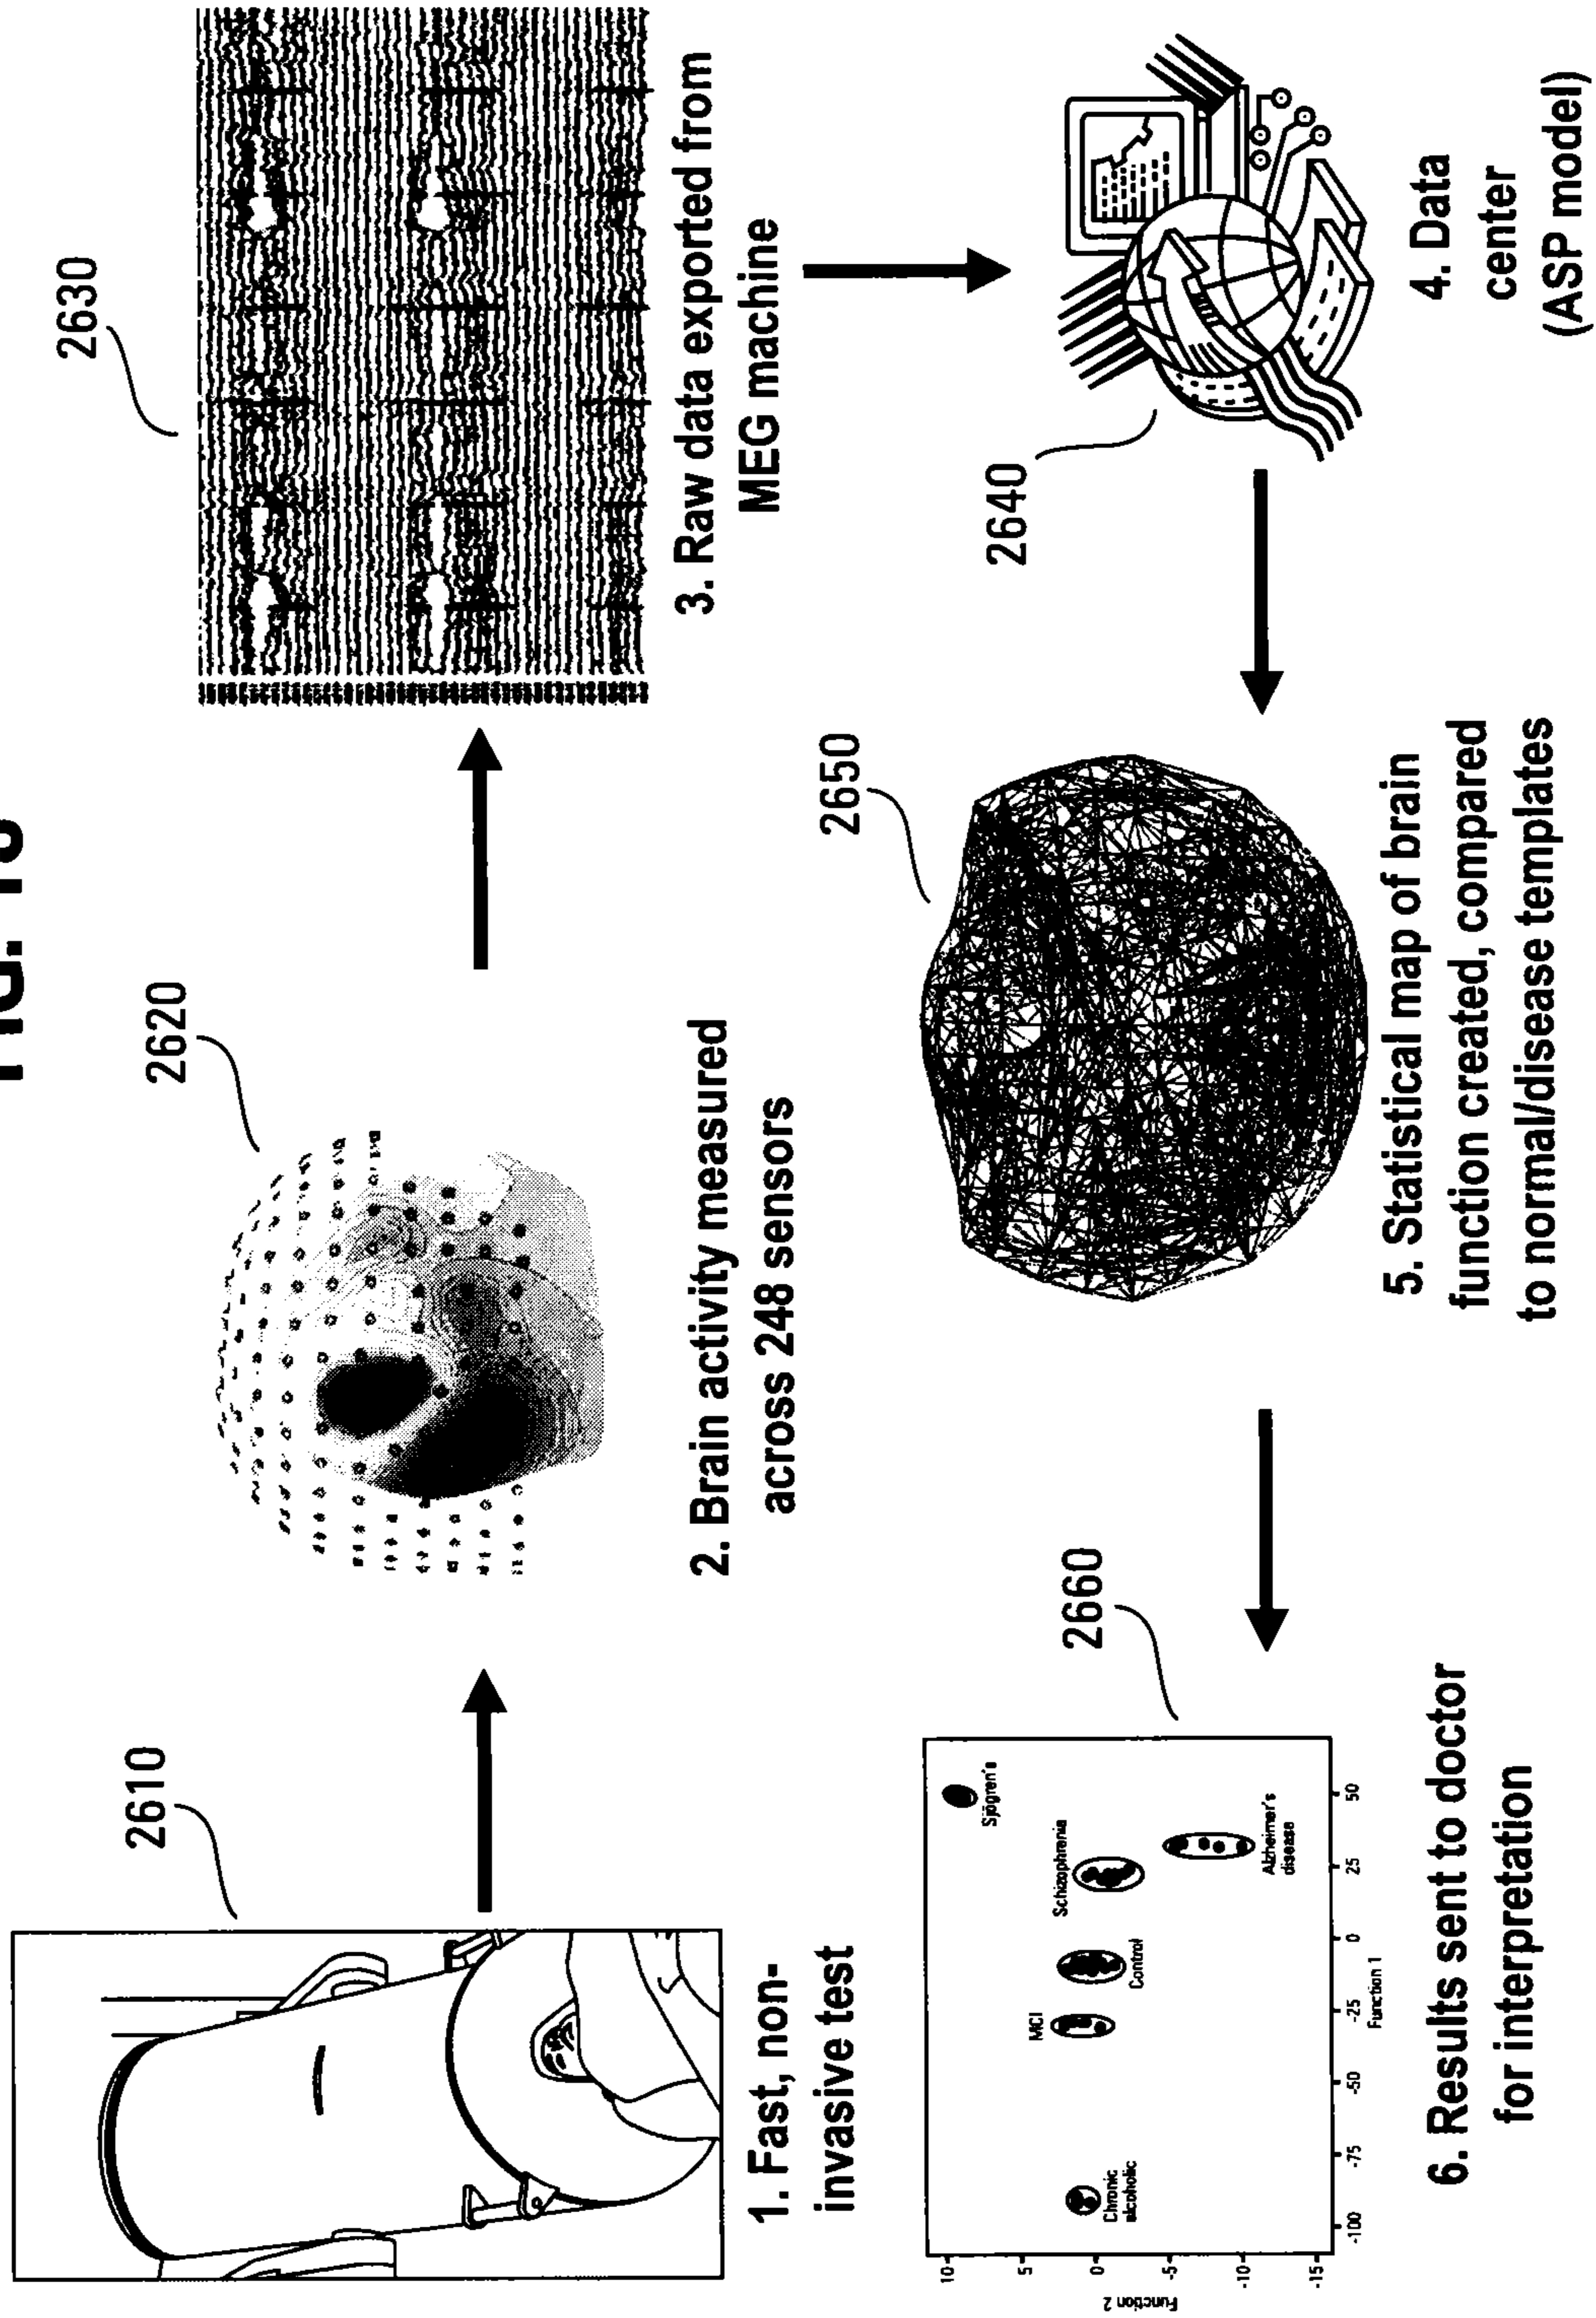 FIG.
2610
2620
2630
1. Fast, non-
invasive test
2. Brain activity measured
across 248 sensors
3. Raw data exported from
MEG machine
2640
4. Data
center
(ASP model)
2650
5. Statistical map of brain
function created, compared
to normal/disease templates
2660
Function 2
10
5
0
-5
-10
-15
Sjögren's
Schizophrenia
MCI
Control
Chronic
alcoholic
Alzheimer's
disease
-100
-75
-50
-25
0
25
50
Function 1
6. Results sent to doctor
for interpretation